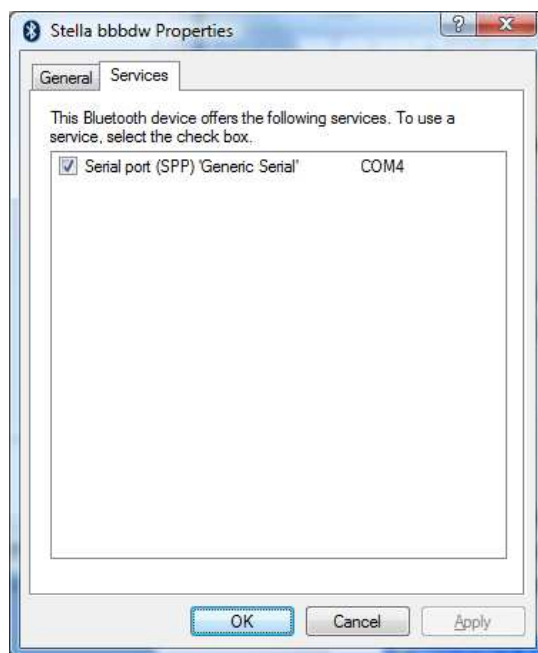 Stella bbbdw Properties
General Services
This Bluetooth device offers the following services. To use a
service, select the check box.
Serial port (SPP) 'Generic Serial' COM4
OK Cancel Apply